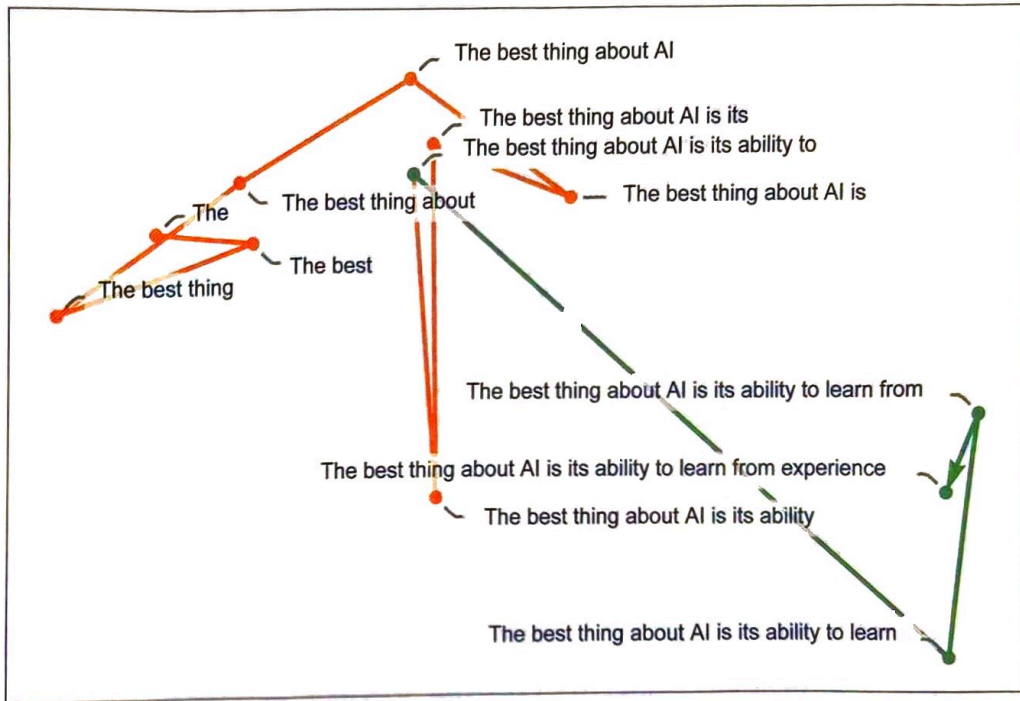 The best thing about AI
The best thing about AI is its
The best thing about AI is its ability to
The best thing about AI is
The best thing about
The
The best
The best thing
The best thing about AI is its ability to learn from
The best thing about AI is its ability to learn from experience
The best thing about AI is its ability
The best thing about AI is its ability to learn